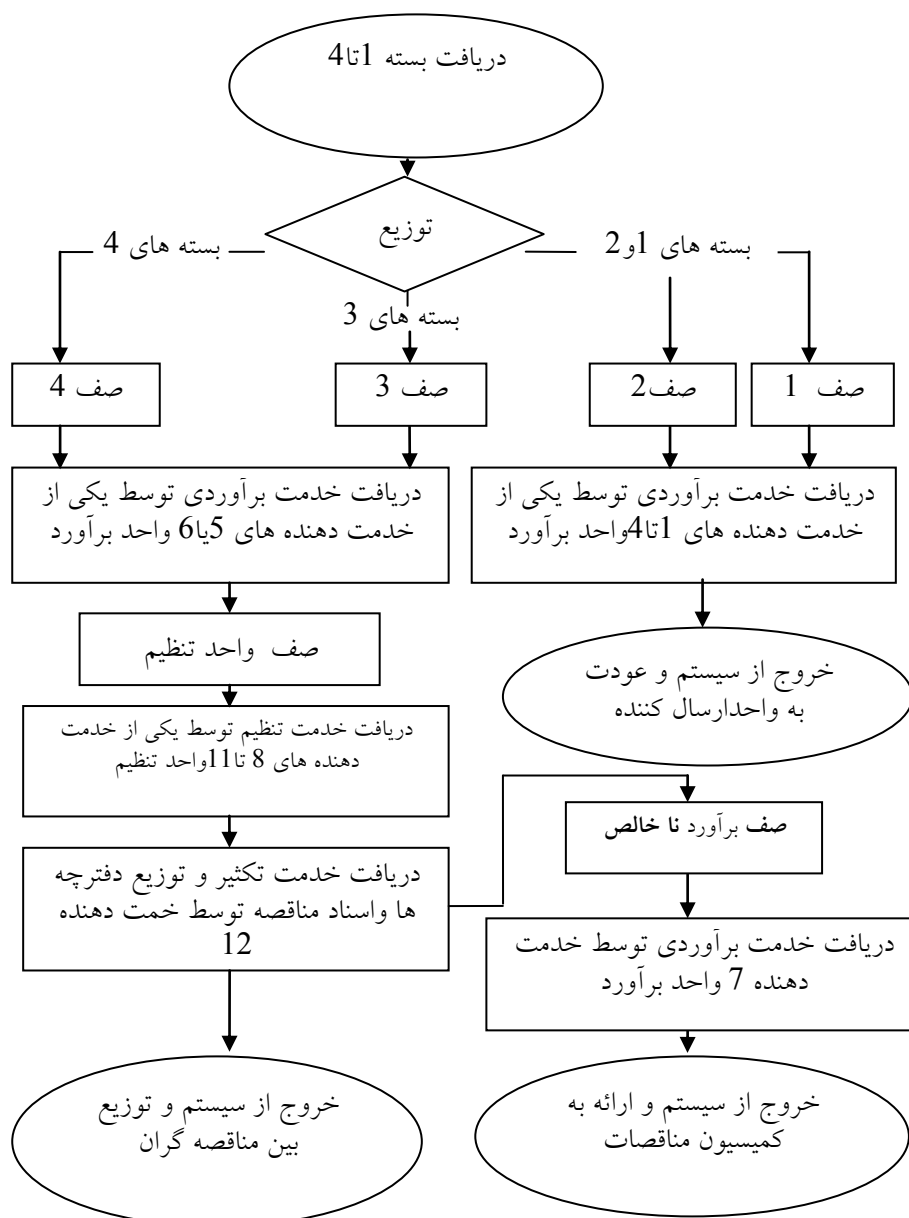 دریافت بسته 1تا4
توزیع
بسته های 1و2
بسته های 4
بسته های 3
صف 1
صف2
صف 3
صف 4
دریافت خدمت برآوردی توسط یکی از
خدمت دهنده های 1تا4واحد برآورد
دریافت خدمت برآوردی توسط یکی از
خدمت دهنده های 5یا6 واحد برآورد
خروج از سیستم و عودت
به واحدارسال کننده
صف واحد تنظیم
دریافت خدمت تنظیم توسط یکی از خدمت
دهنده های 8 تا11واحد تنظیم
صف برآورد نا خالص
دریافت خدمت تکثیر و توزیع دفترچه
ها واسناد مناقصه توسط خمت دهنده
12
دریافت خدمت برآوردی توسط خدمت
دهنده 7 واحد برآورد
خروج از سیستم و ارائه به
کمیسیون مناقصات
خروج از سیستم و توزیع
بین مناقصه گران